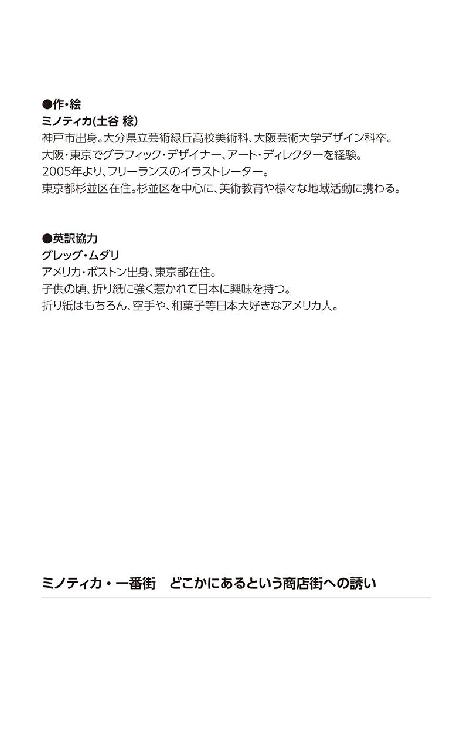 ●作・絵
ミノティカ(土谷 稔)
神戸市出身。大分県立芸術緑丘高校美術科、大阪芸術大学デザイン科卒。
大阪・東京でグラフィック・デザイナー、アート・ディレクターを経験。
2005年より、フリーランスのイラストレーター。
東京都杉並区在住。杉並区を中心に、美術教育や様々な地域活動に携わる。
●英訳協力
グレッグ・ムダリ
アメリカ・ボストン出身、東京都在住。
子供の頃、折り紙に強く惹かれて日本に興味を持つ。
折り紙はもちろん、空手や、和菓子等日本大好きなアメリカ人。
ミノティカ・一番街　どこかにあるという商店街への誘い